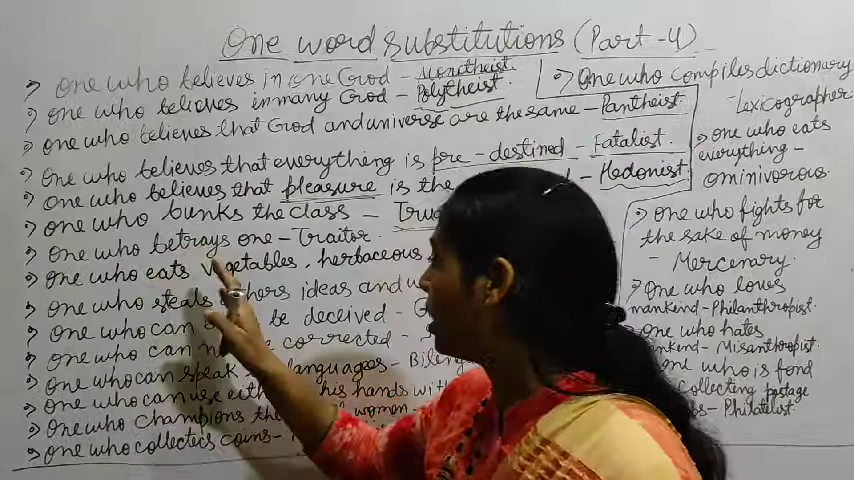 One word substitutions (Part-4)
One who believes in one God - Monotheist.
One who believes in many God - Polytheist.
One who believes that God and universe are the same - Pantheist.
One who believes that everything is pre-destined - Fatalist.
One who believes that pleasure is the - Hedonist.
One who bunks the class -
One who betrays one - Traitor.
One who eats vegetables. herbaceous
One who steals others ideas and
One who can be deceived -
One who can corrected -
One who can speak languages -
One who can use his hands
One who champions the women -
One who collects coins -
One who compiles dictionary
- Lexicographer
One who eats
everything -
ominivorous.
One who fights for
the sake of money
- Mercenary.
One who loves
mankind - Philanthropist.
One who hates
Misanthropist.
one who is fond
collecting postage
- Philatelist.